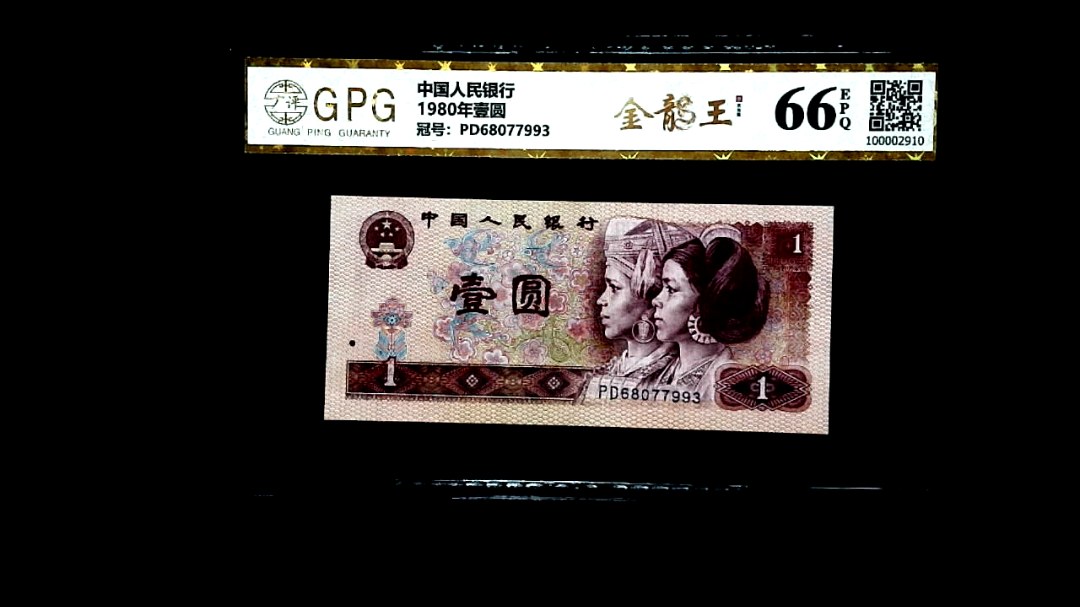 广评
GPG
GUANG PING GUARANTY
中国人民银行
1980年壹圆
冠号：PD68077993
金龍王
66
EPQ
100002910
中国人民银行
1
壹圆
1
PD68077993
1